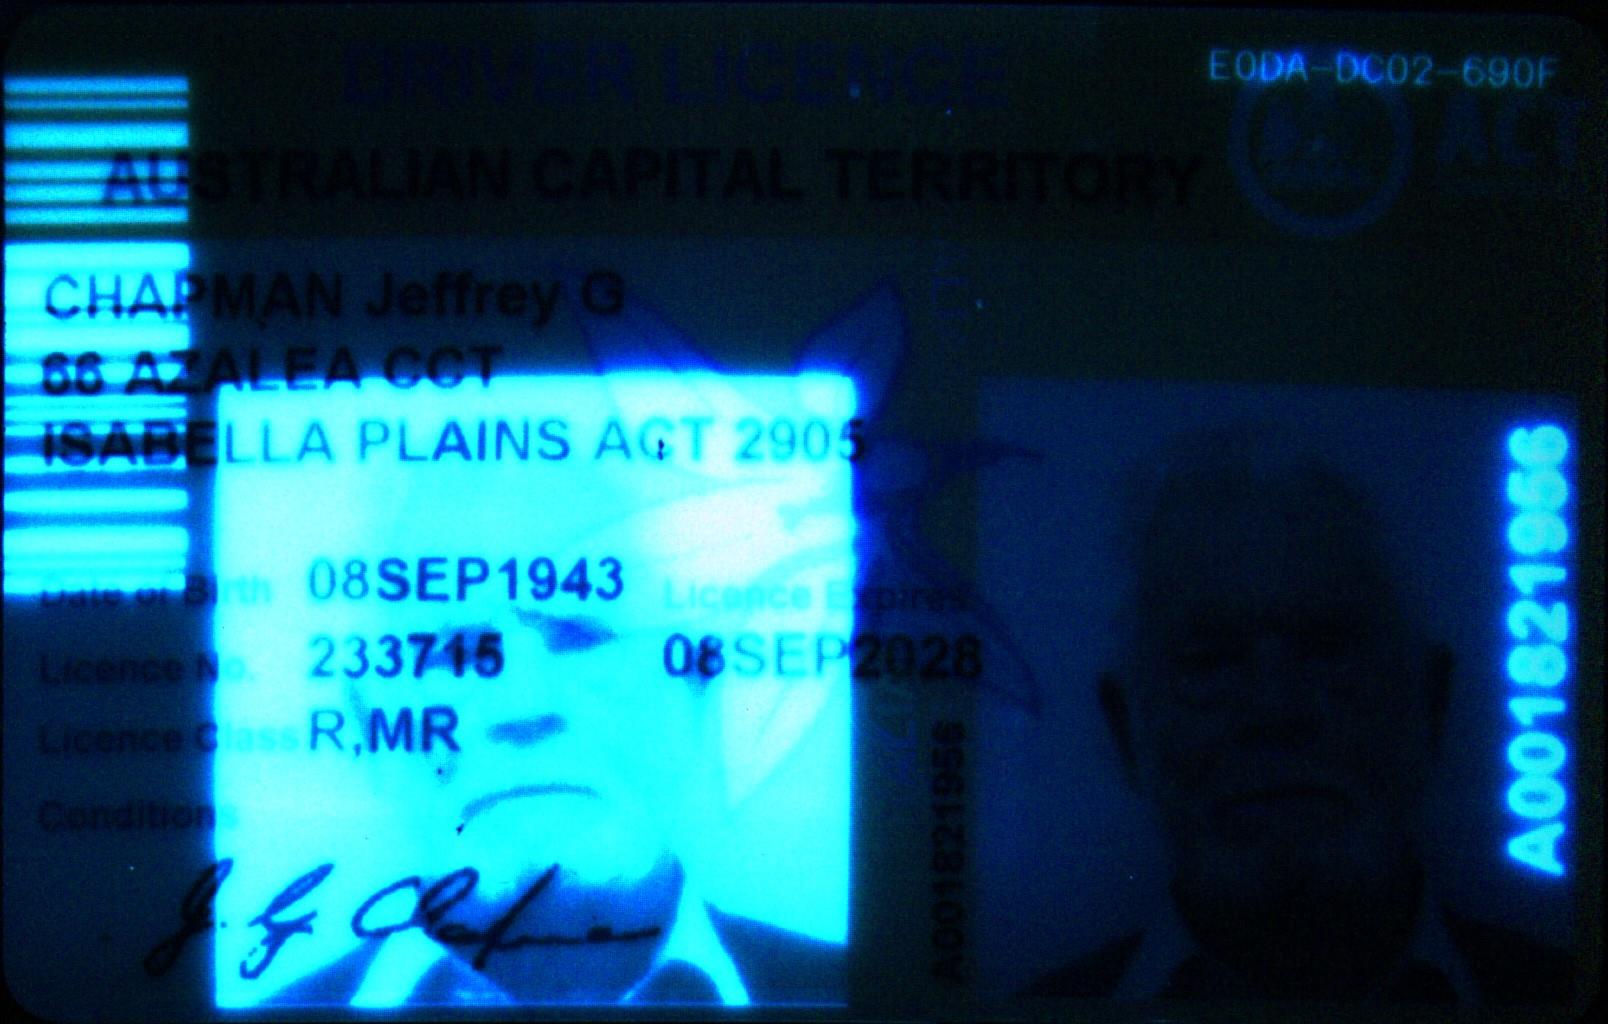 DRIVER LICENCE
E0DA-DC02-690F
ACT
AUSTRALIAN CAPITAL TERRITORY
CHAPMAN Jeffrey G
66 AZALEA CCT
ISABELLA PLAINS ACT 2905
Date of Birth 08SEP1943 Licence Expires
Licence No. 233715 08SEP2028
Licence Class R,MR
Conditions
J. G Chapman
A001821956
A001821956